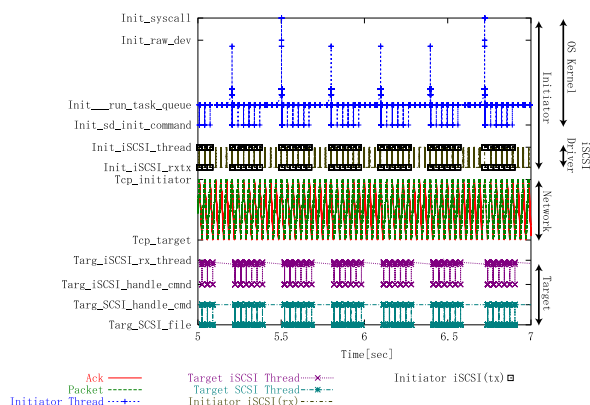 Init_syscall
Init_raw_dev
Init___run_task_queue
Init_sd_init_command
Init_iSCSI_thread
Init_iSCSI_rxtx
Tcp_initiator
Tcp_target
Targ_iSCSI_rx_thread
Targ_iSCSI_handle_cmnd
Targ_SCSI_handle_cmd
Targ_SCSI_file
5 5.5 6 6.5 7
Time[sec]
Initiator
OS Kernel
iSCSI
Driver
Network
Target
Ack
Packet
Initiator Thread
Target iSCSI Thread
Target SCSI Thread
Initiator iSCSI(rx)
Initiator iSCSI(tx)